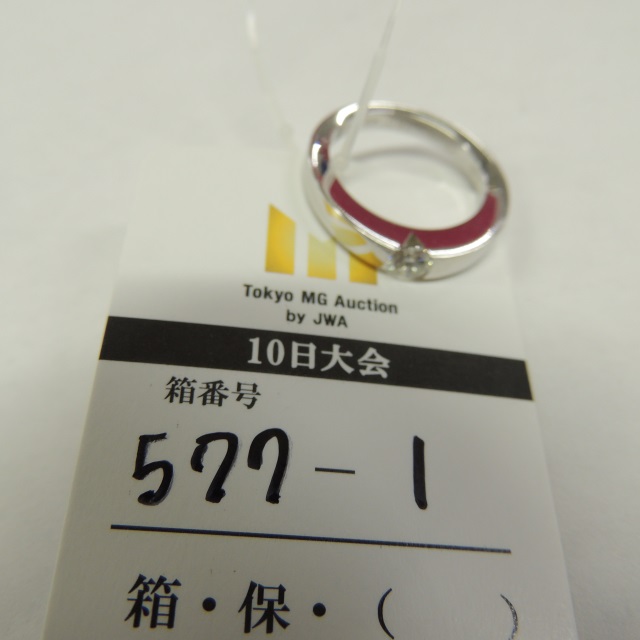 Tokyo MG Auction
by JWA
10日大会
箱番号
577-1
箱・保・（　　）